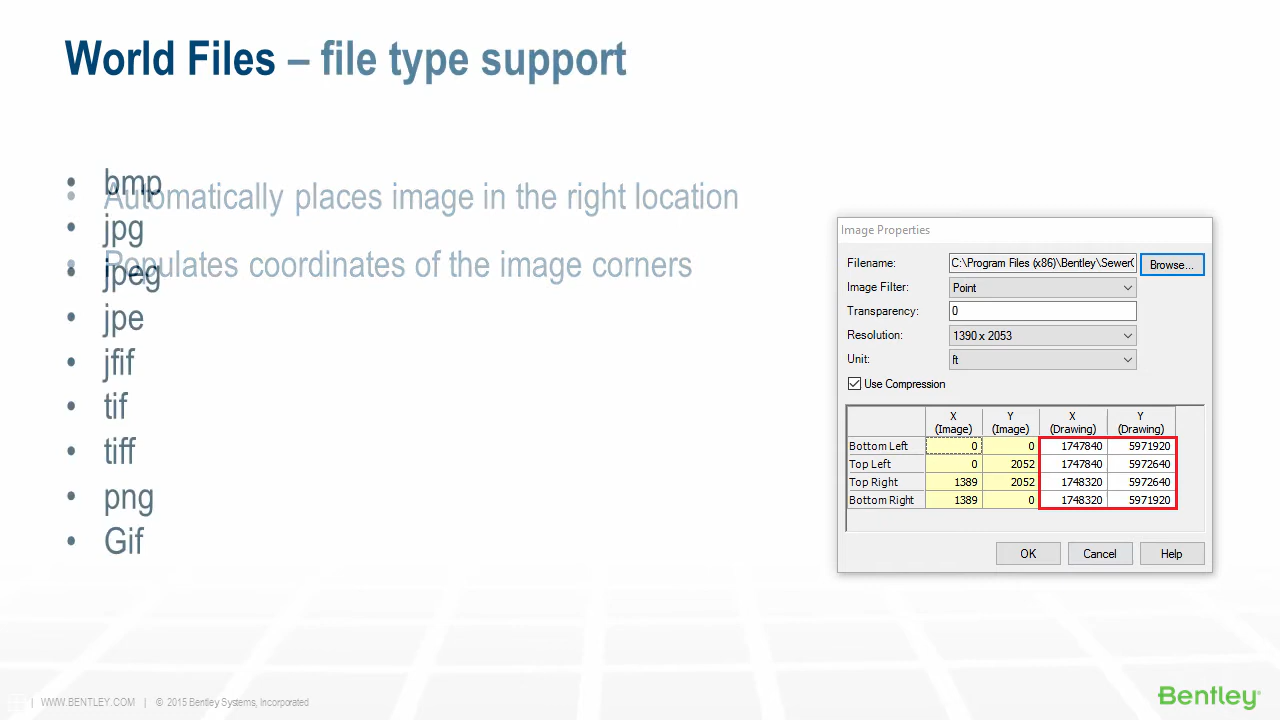 World Files – file type support
• bmp
• Automatically places image in the right location
• jpg
• Populates coordinates of the image corners
• jpeg
• jpe
• jfif
• tif
• tiff
• png
• Gif
Image Properties
Filename: C:\Program Files (x86)\Bentley\Sewer Browse...
Image Filter: Point
Transparency: 0
Resolution: 1390 x 2053
Unit: ft
Use Compression
X (Image) Y (Image) X (Drawing) Y (Drawing)
Bottom Left 0 0 1747840 5971920
Top Left 0 2052 1747840 5972640
Top Right 1389 2052 1748320 5972640
Bottom Right 1389 0 1748320 5971920
OK Cancel Help
| WWW.BENTLEY.COM | © 2015 Bentley Systems, Incorporated
Bentley®